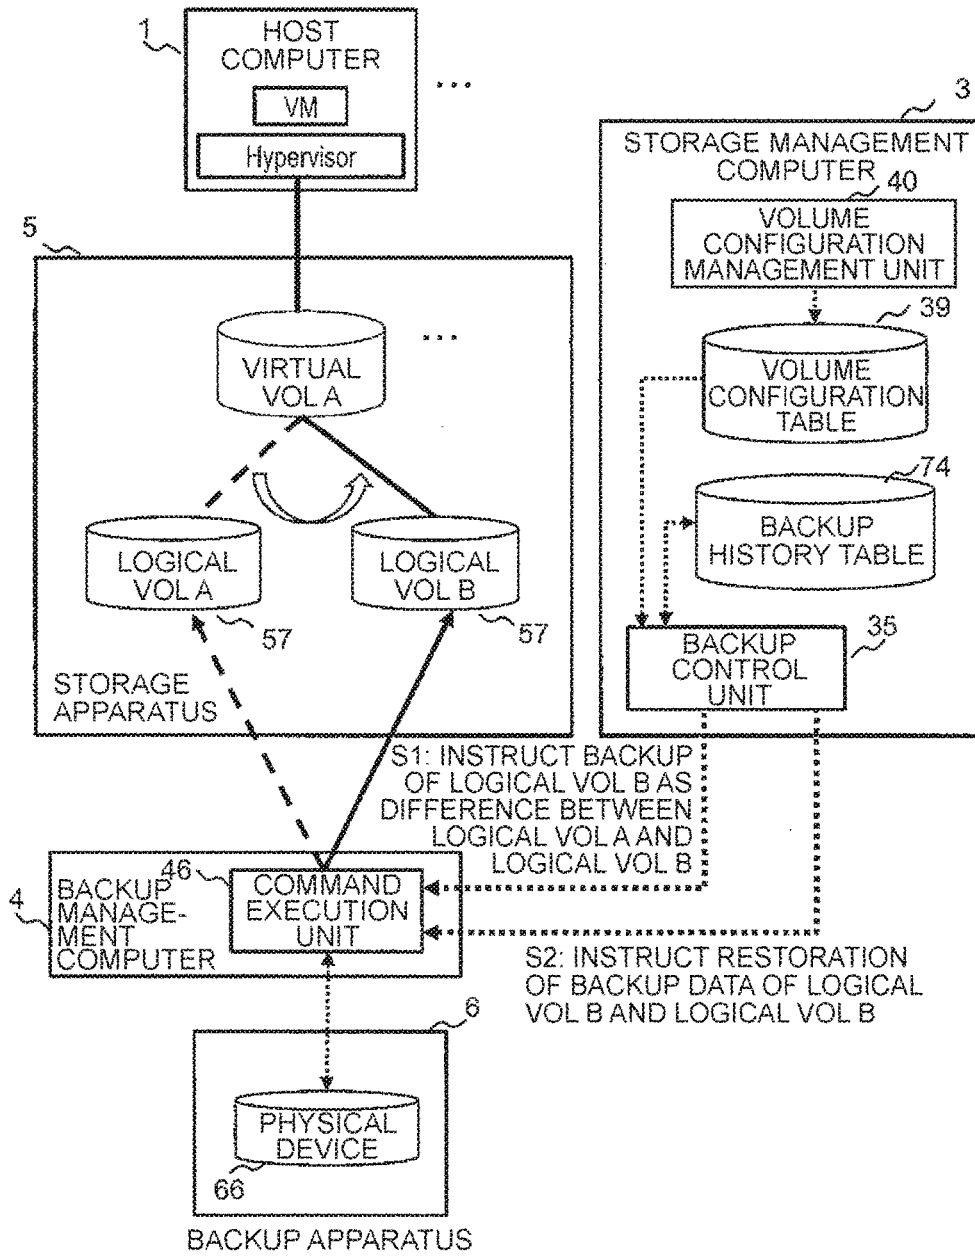 1
HOST
COMPUTER
...
VM
Hypervisor
3
STORAGE MANAGEMENT
COMPUTER
40
VOLUME
CONFIGURATION
MANAGEMENT UNIT
5
39
VIRTUAL
VOL A
...
VOLUME
CONFIGURATION
TABLE
74
BACKUP
HISTORY TABLE
LOGICAL
VOL A
57
LOGICAL
VOL B
57
35
BACKUP
CONTROL
UNIT
STORAGE
APPARATUS
S1: INSTRUCT BACKUP
OF LOGICAL VOL B AS
DIFFERENCE BETWEEN
LOGICAL VOL A AND
LOGICAL VOL B
4
BACKUP
MANAGE-
MENT
COMPUTER
46
COMMAND
EXECUTION
UNIT
S2: INSTRUCT RESTORATION
OF BACKUP DATA OF LOGICAL
VOL B AND LOGICAL VOL B
6
PHYSICAL
DEVICE
66
BACKUP APPARATUS